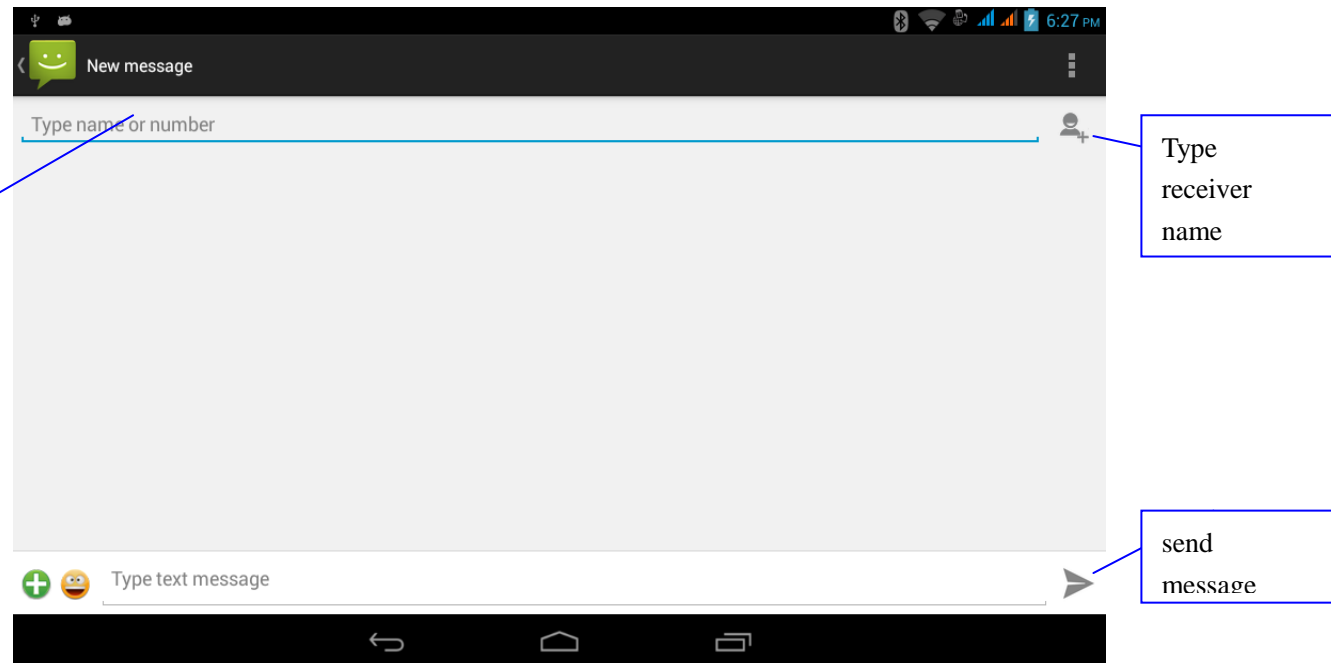 6:27 PM
New message
Type name or number
Type
receiver
name
send
message
Type text message